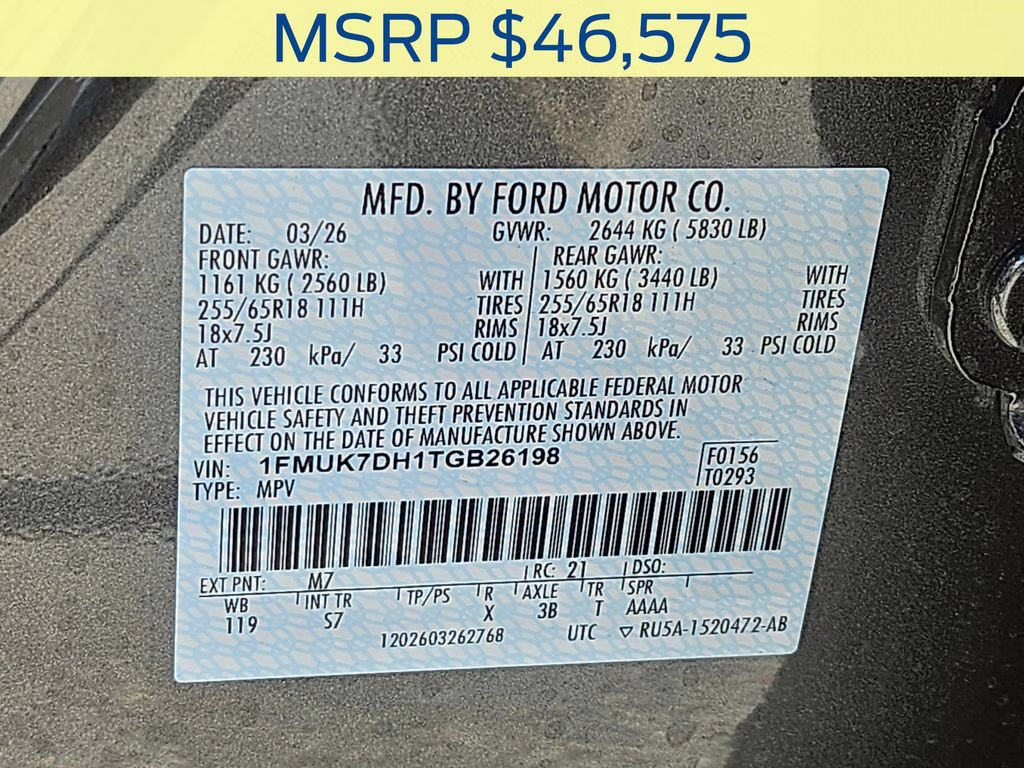 MSRP $46,575
MFD. BY FORD MOTOR CO.
DATE: 03/26 GVWR: 2644 KG ( 5830 LB)
FRONT GAWR: REAR GAWR:
1161 KG ( 2560 LB) WITH 1560 KG ( 3440 LB) WITH
255/65R18 111H TIRES 255/65R18 111H TIRES
18x7.5J RIMS 18x7.5J RIMS
AT 230 kPa/ 33 PSI COLD AT 230 kPa/ 33 PSI COLD
THIS VEHICLE CONFORMS TO ALL APPLICABLE FEDERAL MOTOR
VEHICLE SAFETY AND THEFT PREVENTION STANDARDS IN
EFFECT ON THE DATE OF MANUFACTURE SHOWN ABOVE.
VIN: 1FMUK7DH1TGB26198 F0156
TYPE: MPV T0293
EXT PNT: M7 RC: 21 DSO:
WB INT TR TP/PS R AXLE TR SPR
119 S7 X 3B T AAAA
1202603262768 UTC ▽ RU5A-1520472-AB